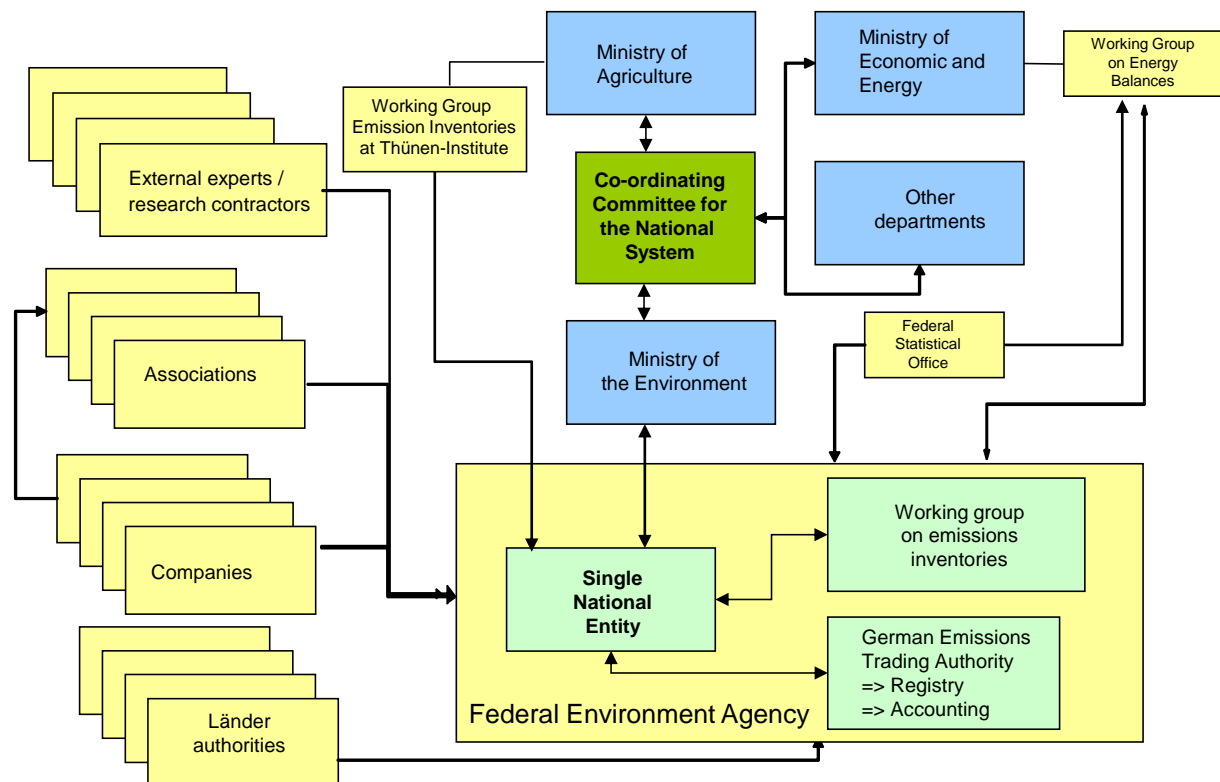 Ministry of
Agriculture
Ministry of
Economic and
Energy
Working Group
on Energy
Balances
Working Group
Emission Inventories
at Thünen-Institute
External experts /
research contractors
Co-ordinating
Committee for
the National
System
Other
departments
Federal
Statistical
Office
Ministry of
the Environment
Associations
Working group
on emissions
inventories
Companies
Single
National
Entity
German Emissions
Trading Authority
=> Registry
=> Accounting
Federal Environment Agency
Länder
authorities